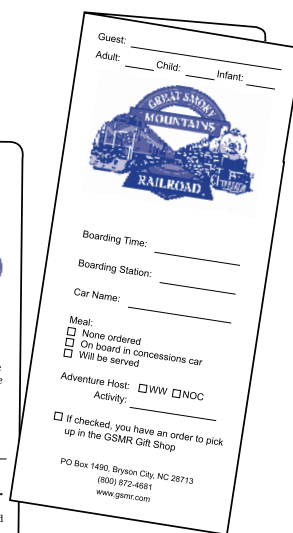 Guest:
Adult: Child: Infant:
GREAT SMOKY
MOUNTAINS
RAILROAD
Boarding Time:
Boarding Station:
Car Name:
Meal:
None ordered
On board in concessions car
Will be served
Adventure Host: WW NOC
Activity:
If checked, you have an order to pick
up in the GSMR Gift Shop
PO Box 1490, Bryson City, NC 28713
(800) 872-4681
www.gsmr.com